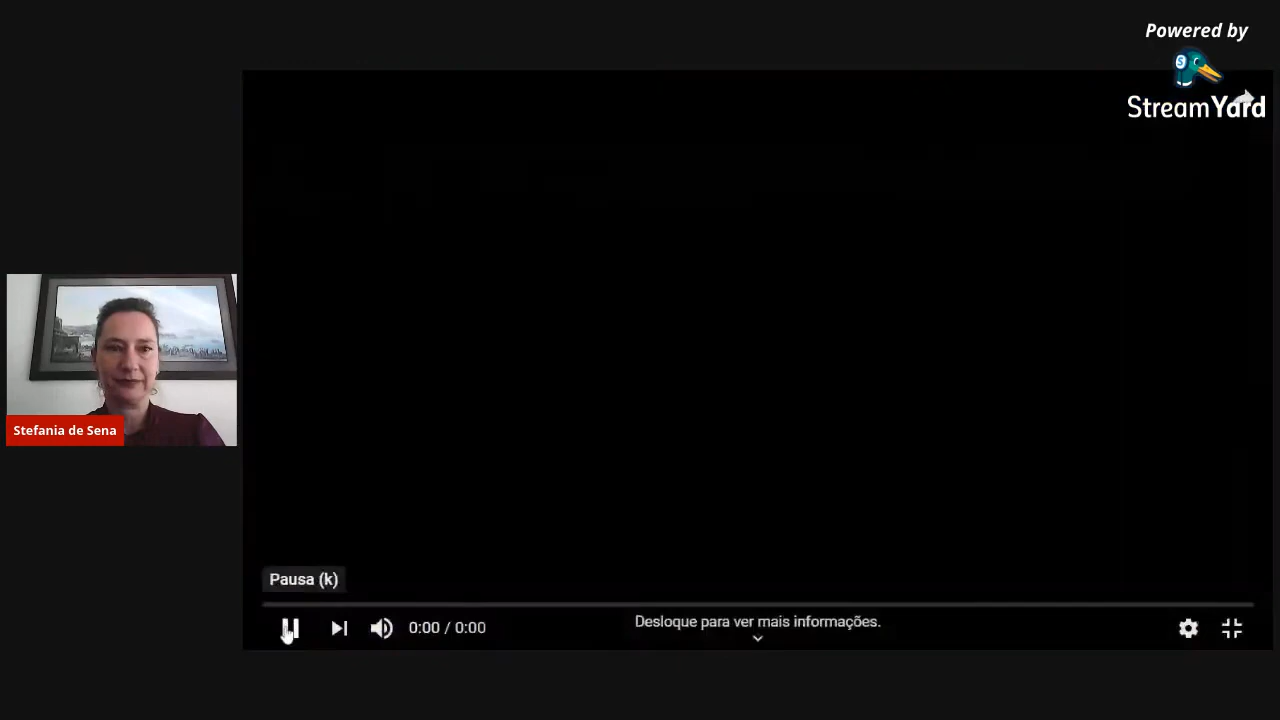 Powered by
StreamYard
Stefania de Sena
Pausa (k)
0:00 / 0:00
Desloque para ver mais informações.